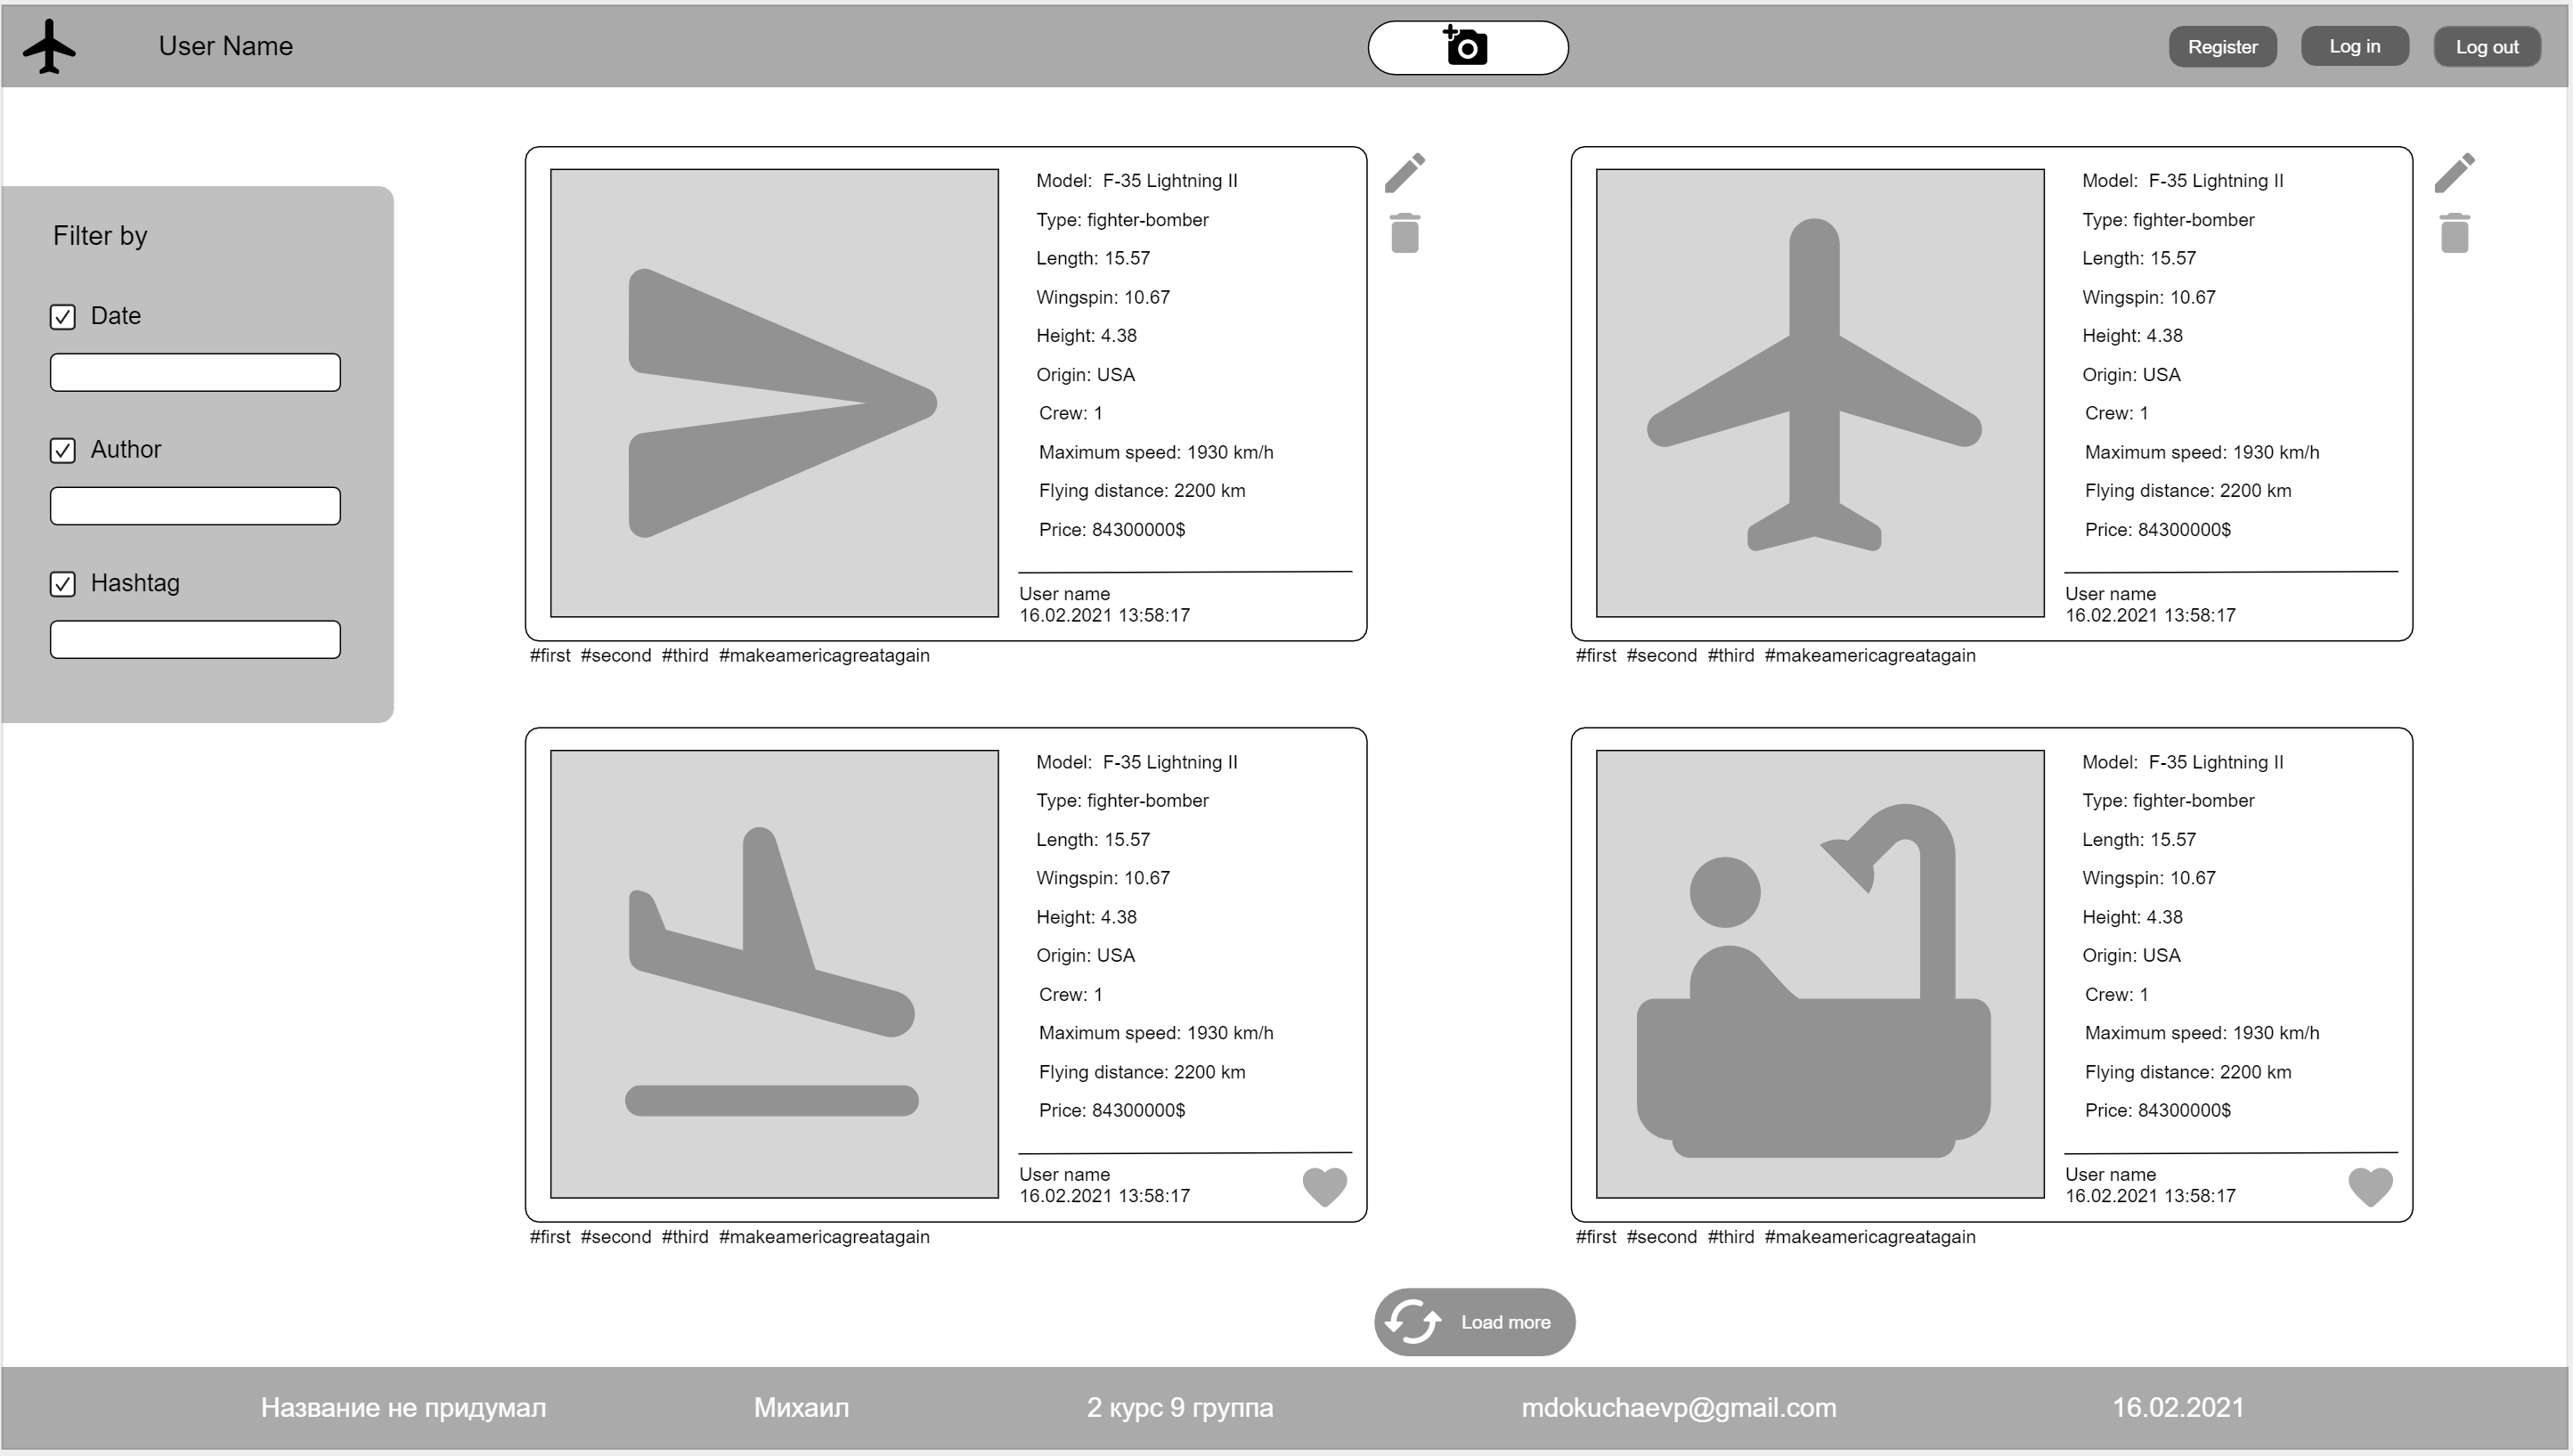 User Name
Register
Log in
Log out
Filter by
Date
Author
Hashtag
Model:  F-35 Lightning II
Type: fighter-bomber
Length: 15.57
Wingspin: 10.67
Height: 4.38
Origin: USA
Crew: 1
Maximum speed: 1930 km/h
Flying distance: 2200 km
Price: 84300000$
User name
16.02.2021 13:58:17
#first  #second  #third  #makeamericagreatagain
Model:  F-35 Lightning II
Type: fighter-bomber
Length: 15.57
Wingspin: 10.67
Height: 4.38
Origin: USA
Crew: 1
Maximum speed: 1930 km/h
Flying distance: 2200 km
Price: 84300000$
User name
16.02.2021 13:58:17
#first  #second  #third  #makeamericagreatagain
Model:  F-35 Lightning II
Type: fighter-bomber
Length: 15.57
Wingspin: 10.67
Height: 4.38
Origin: USA
Crew: 1
Maximum speed: 1930 km/h
Flying distance: 2200 km
Price: 84300000$
User name
16.02.2021 13:58:17
#first  #second  #third  #makeamericagreatagain
Model:  F-35 Lightning II
Type: fighter-bomber
Length: 15.57
Wingspin: 10.67
Height: 4.38
Origin: USA
Crew: 1
Maximum speed: 1930 km/h
Flying distance: 2200 km
Price: 84300000$
User name
16.02.2021 13:58:17
#first  #second  #third  #makeamericagreatagain
Load more
Название не придумал
Михаил
2 курс 9 группа
mdokuchaevp@gmail.com
16.02.2021